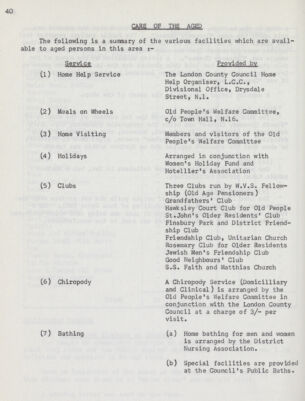 40
CARE OF THE AGED
The following is a summary of the various facilities which are avail-
able to aged persons in this area :-
Service Provided by
(1) Home Help Service The London County Council Home
Help Organiser, L.C.C.,
Divisional Office, Drysdale
Street, N.1.
(2) Meals on Wheels Old People's Welfare Committee,
c/o Town Hall, N.16.
(3) Home Visiting Members and visitors of the Old
People's Welfare Committee
(4) Holidays Arranged in conjunction with
Women's Holiday Fund and
Hotelier's Association
(5) Clubs Three Clubs run by W.V.S. Fellow-
ship (Old Age Pensioners)
Grandfathers' Club
Hawksley Court Club for Old People
St.John's Older Residents' Club
Finsbury Park and District Friend-
ship Club
Friendship Club, Unitarian Church
Rosemary Club for Older Residents
Jewish Men's Friendship Club
Good Neighbours' Club
S.S. Faith and Matthias Church
(6) Chiropody A Chiropody Service (Domiciliary
and Clinical) is arranged by the
Old People's Welfare Committee in
conjunction with the London County
Council at a charge of 3/- per
visit.
(7) Bathing (a) Home bathing for men and women
is arranged by the District
Nursing Association.
(b) Special facilities are provided
at the Council's Public Baths.